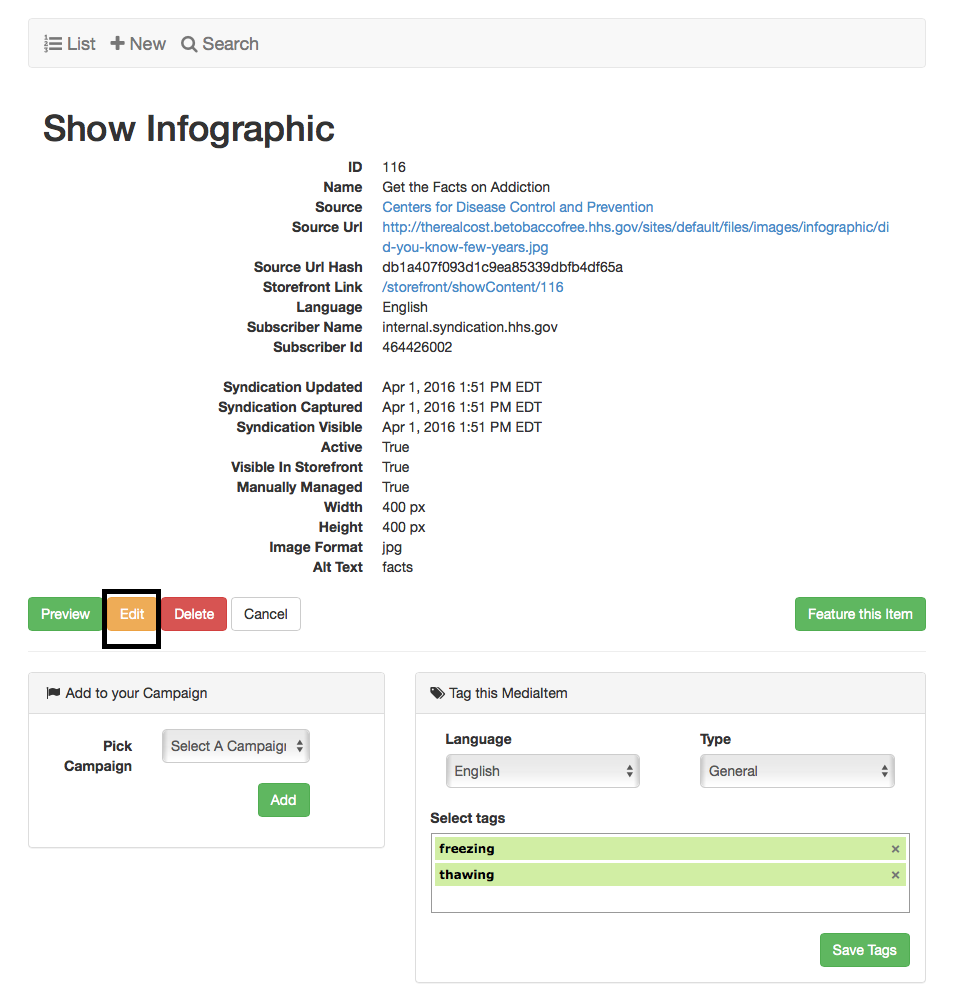 List New Search
Show Infographic
ID 116
Name Get the Facts on Addiction
Source Centers for Disease Control and Prevention
Source Url http://therealcost.betobaccofree.hhs.gov/sites/default/files/images/infographic/di
d-you-know-few-years.jpg
Source Url Hash db1a407f093d1c9ea85339dbfb4df65a
Storefront Link /storefront/showContent/116
Language English
Subscriber Name internal.syndication.hhs.gov
Subscriber Id 464426002
Syndication Updated Apr 1, 2016 1:51 PM EDT
Syndication Captured Apr 1, 2016 1:51 PM EDT
Syndication Visible Apr 1, 2016 1:51 PM EDT
Active True
Visible In Storefront True
Manually Managed True
Width 400 px
Height 400 px
Image Format jpg
Alt Text facts
Preview Edit Delete Cancel Feature this Item
Add to your Campaign
Pick Campaign Select A Campaign
Add
Tag this MediaItem
Language Type
English General
Select tags
freezing ×
thawing ×
Save Tags